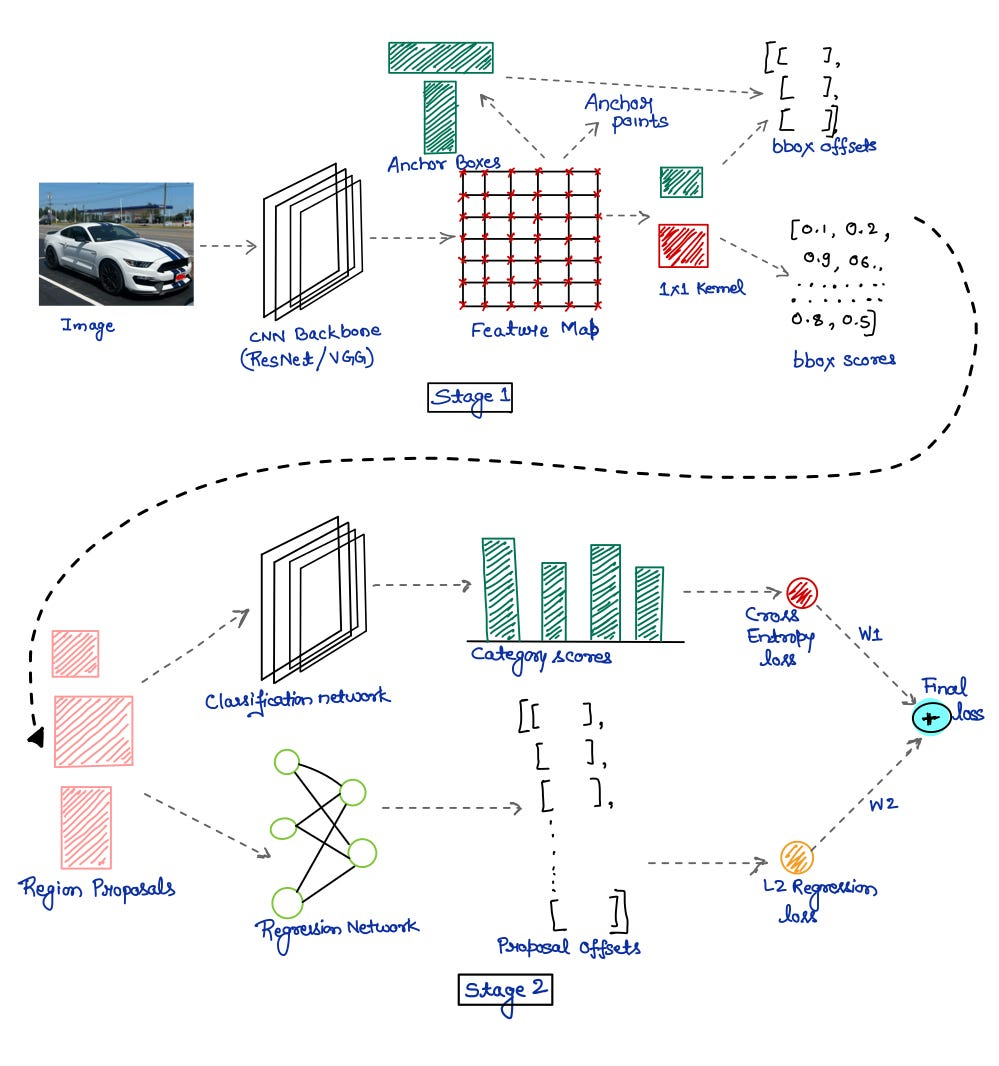 [[ ],
[ ],
[ ]]
bbox offsets
Anchor
points
Anchor Boxes
Image
CNN Backbone
(ResNet/VGG)
Feature Map
1x1 Kernel
[0.1, 0.2,
0.9, 06.,
. . . . . . .
. . . . . . .
0.8, 0.5]
bbox scores
Stage 1
Region Proposals
Classification network
Category scores
Cross
Entropy
loss
W1
Final
loss
+
Regression Network
[[ ],
[ ],
[ ],
[ ]]
Proposal Offsets
L2 Regression
loss
W2
Stage 2